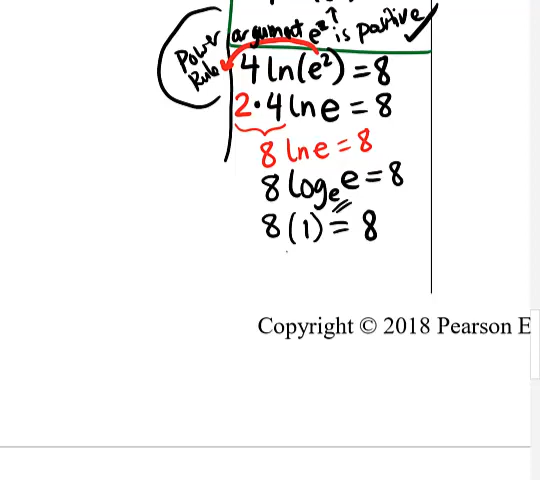 argument e² ↑ is positive ✓
Power Rule
4 ln(e²) = 8
2 · 4 ln e = 8
8 ln e = 8
8 logₑ e = 8
8 (1) = 8
Copyright © 2018 Pearson E